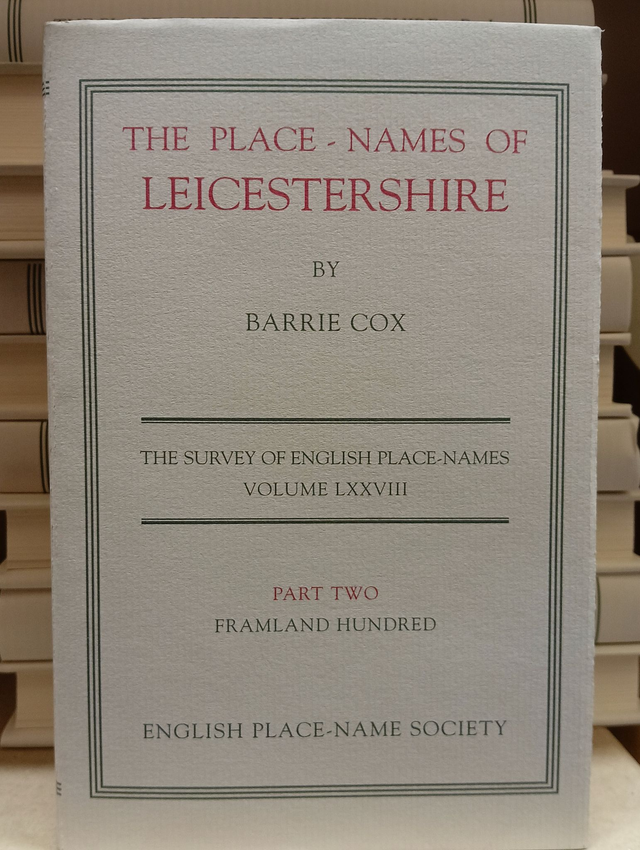 THE PLACE - NAMES OF
LEICESTERSHIRE
BY
BARRIE COX
THE SURVEY OF ENGLISH PLACE-NAMES
VOLUME LXXVIII
PART TWO
FRAMLAND HUNDRED
ENGLISH PLACE-NAME SOCIETY